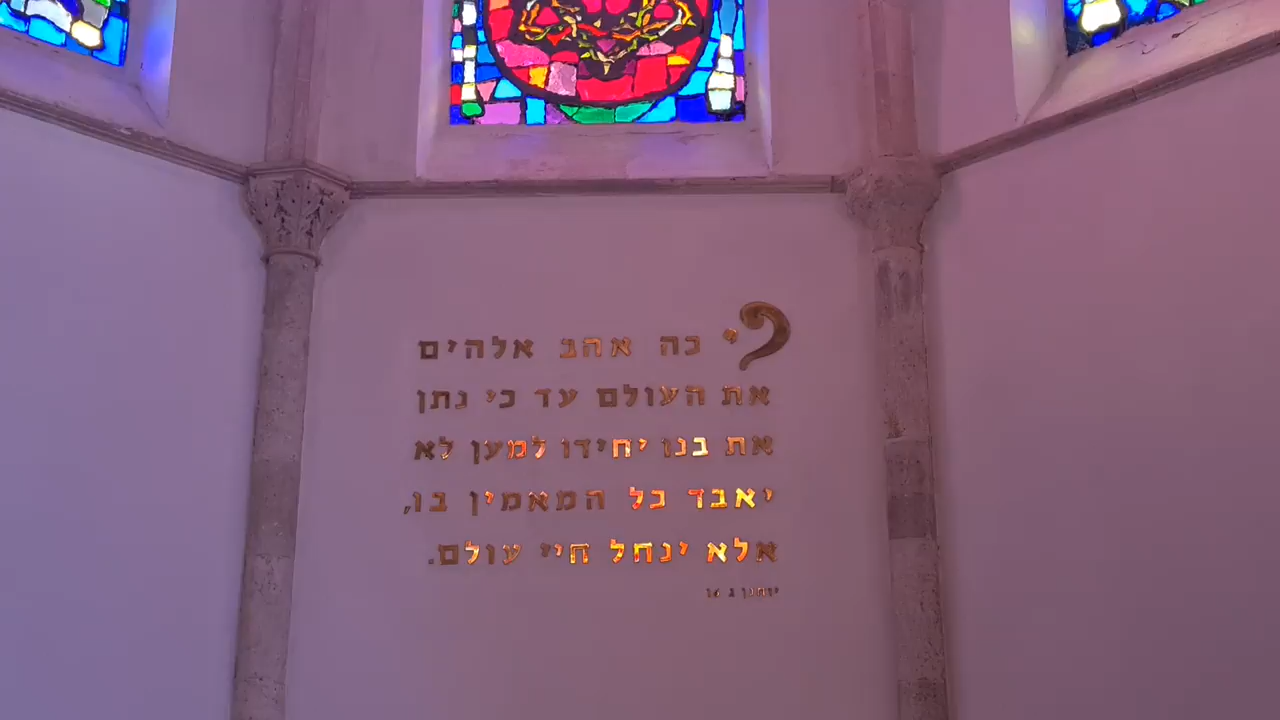 כי כה אהב אלהים
את העולם עד כי נתן
את בנו יחידו למען לא
יאבד כל המאמין בו,
אלא ינחל חיי עולם.
יוחנן ג 16